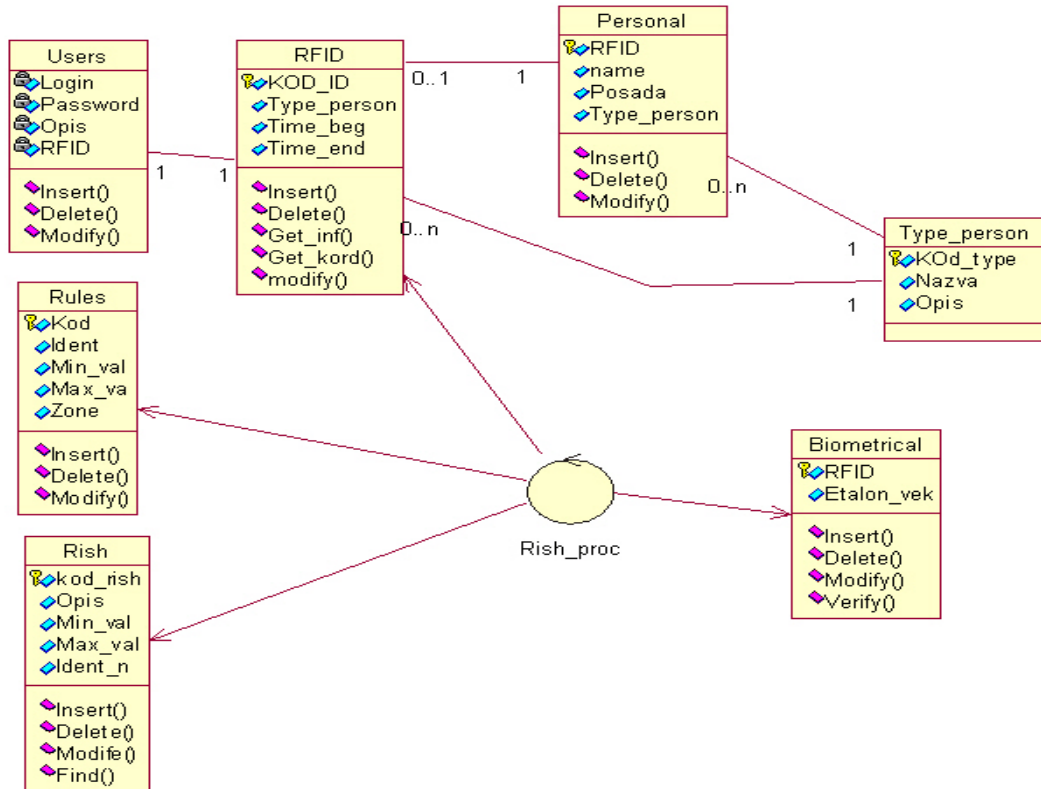 Users
Login
Password
Opis
RFID
Insert()
Delete()
Modify()
1
1
RFID
KOD_ID
Type_person
Time_beg
Time_end
Insert()
Delete()
Get_inf()
Get_kord()
modify()
0..1
1
0..n
1
Personal
RFID
name
Posada
Type_person
Insert()
Delete()
Modify()
0..n
1
Type_person
KOd_type
Nazva
Opis
Rules
Kod
Ident
Min_val
Max_va
Zone
Insert()
Delete()
Modify()
Rish_proc
Biometrical
RFID
Etalon_vek
Insert()
Delete()
Modify()
Verify()
Rish
kod_rish
Opis
Min_val
Max_val
Ident_n
Insert()
Delete()
Modife()
Find()